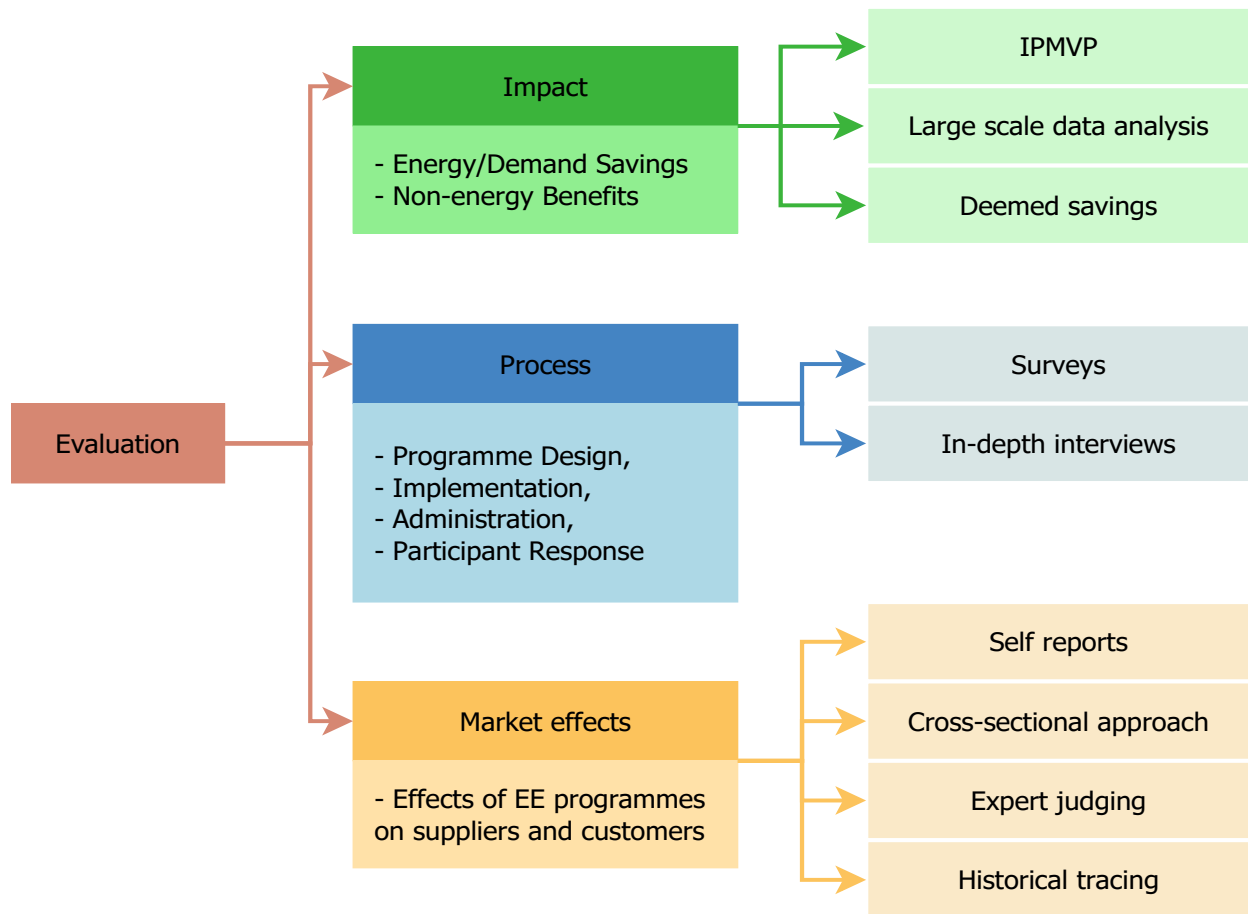 Evaluation
Impact
- Energy/Demand Savings
- Non-energy Benefits
IPMVP
Large scale data analysis
Deemed savings
Process
- Programme Design,
- Implementation,
- Administration,
- Participant Response
Surveys
In-depth interviews
Market effects
- Effects of EE programmes
on suppliers and customers
Self reports
Cross-sectional approach
Expert judging
Historical tracing